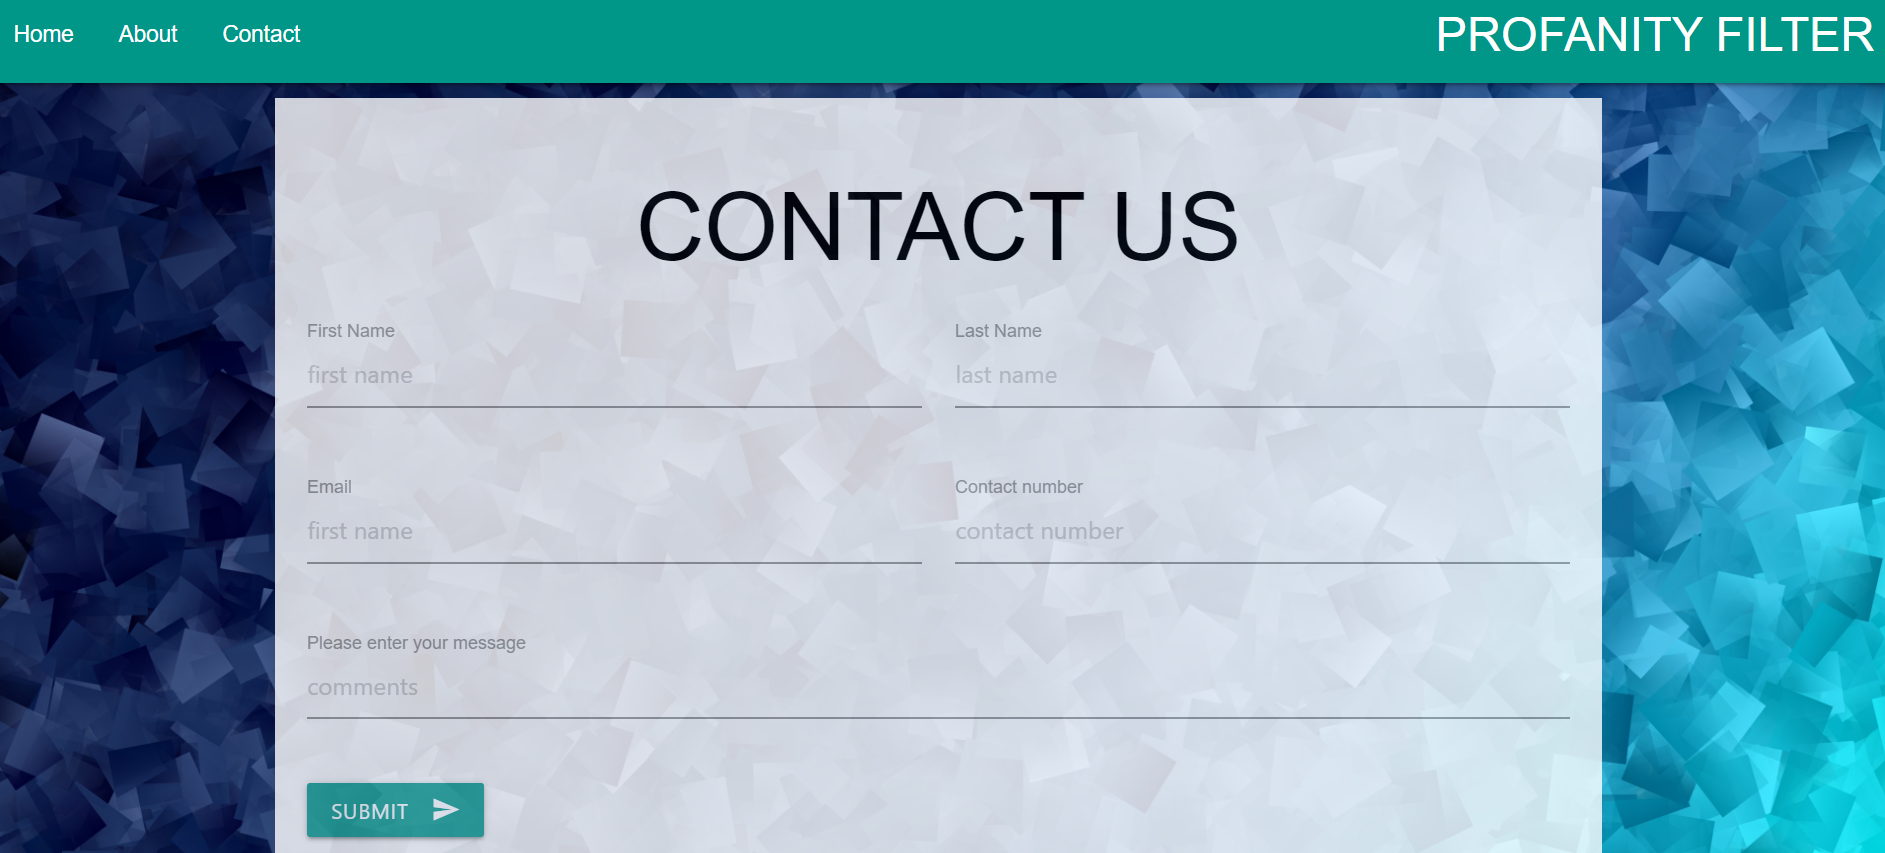 Home About Contact PROFANITY FILTER
CONTACT US
First Name Last Name
first name last name
Email Contact number
first name contact number
Please enter your message
comments
SUBMIT